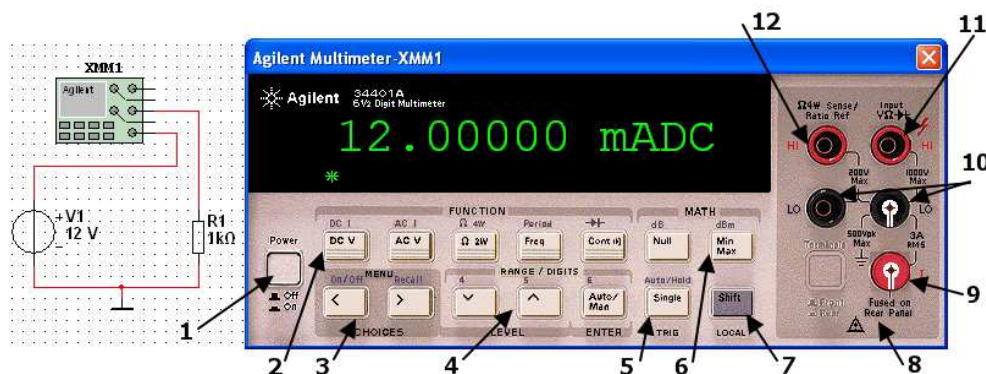 XMM1
Agilent
+ V1
12 V
R1
1kΩ
Agilent Multimeter-XMM1
Agilent 34401A
6½ Digit Multimeter
12.00000 mADC
*
FUNCTION
MATH
DC I AC I Ω 4W Period dB dBm
DC V AC V Ω 2W Freq Cont Null Min Max
Power
Off
On
MENU
RANGE / DIGITS
On/Off Recall 4 5 6 Auto/Hold
< > Auto/Man Single Shift
CHOICES LEVEL ENTER TRIG LOCAL
Ω4W Sense/
Ratio Ref
Input
VΩ
HI HI
200V
Max
1000V
Max
LO LO
500Vpk
Max
3A
RMS
Terminals
Front
Rear
I
Fused on
Rear Panal
1 2 3 4 5 6 7 8
9
10
11
12